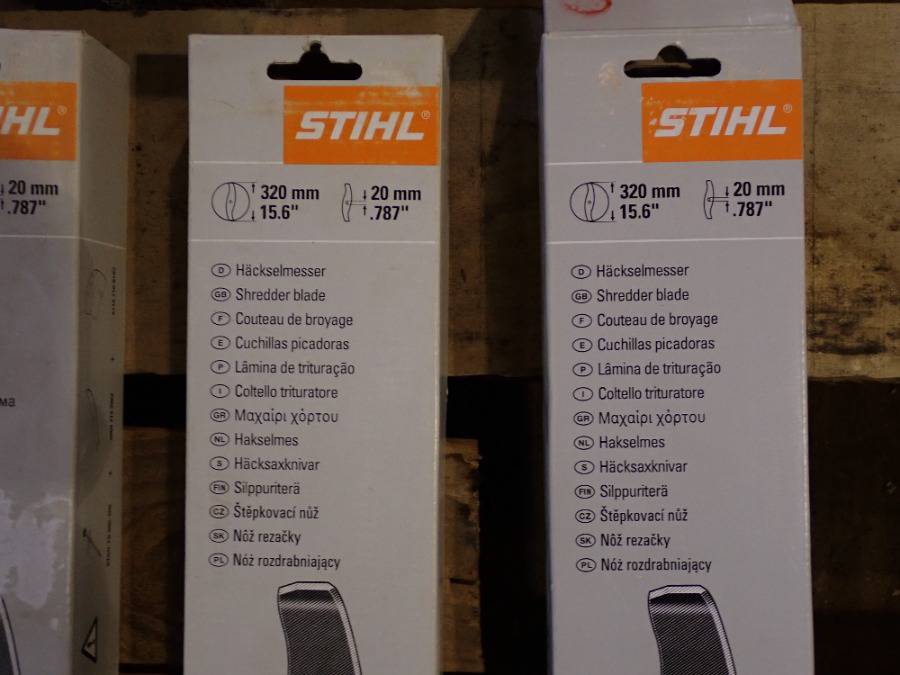 HL®
20 mm
.787"
STIHL®
320 mm
15.6"
20 mm
.787"
D Häckselmesser
GB Shredder blade
F Couteau de broyage
E Cuchillas picadoras
P Lâmina de trituração
I Coltello trituratore
GR Μαχαίρι χόρτου
NL Hakselmes
S Häcksaxknivar
FIN Silppuriterä
CZ Štěpkovací nůž
SK Nôž rezačky
PL Nóż rozdrabniający
STIHL®
320 mm
15.6"
20 mm
.787"
D Häckselmesser
GB Shredder blade
F Couteau de broyage
E Cuchillas picadoras
P Lâmina de trituração
I Coltello trituratore
GR Μαχαίρι χόρτου
NL Hakselmes
S Häcksaxknivar
FIN Silppuriterä
CZ Štěpkovací nůž
SK Nôž rezačky
PL Nóż rozdrabniający